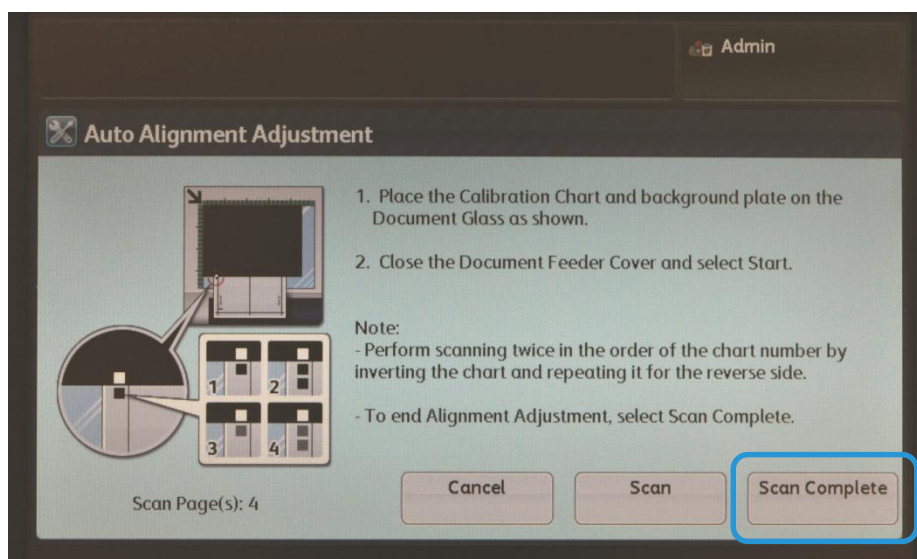 Admin
Auto Alignment Adjustment
1. Place the Calibration Chart and background plate on the
Document Glass as shown.
2. Close the Document Feeder Cover and select Start.
Note:
- Perform scanning twice in the order of the chart number by
inverting the chart and repeating it for the reverse side.
- To end Alignment Adjustment, select Scan Complete.
1 2
3 4
Scan Page(s): 4
Cancel
Scan
Scan Complete